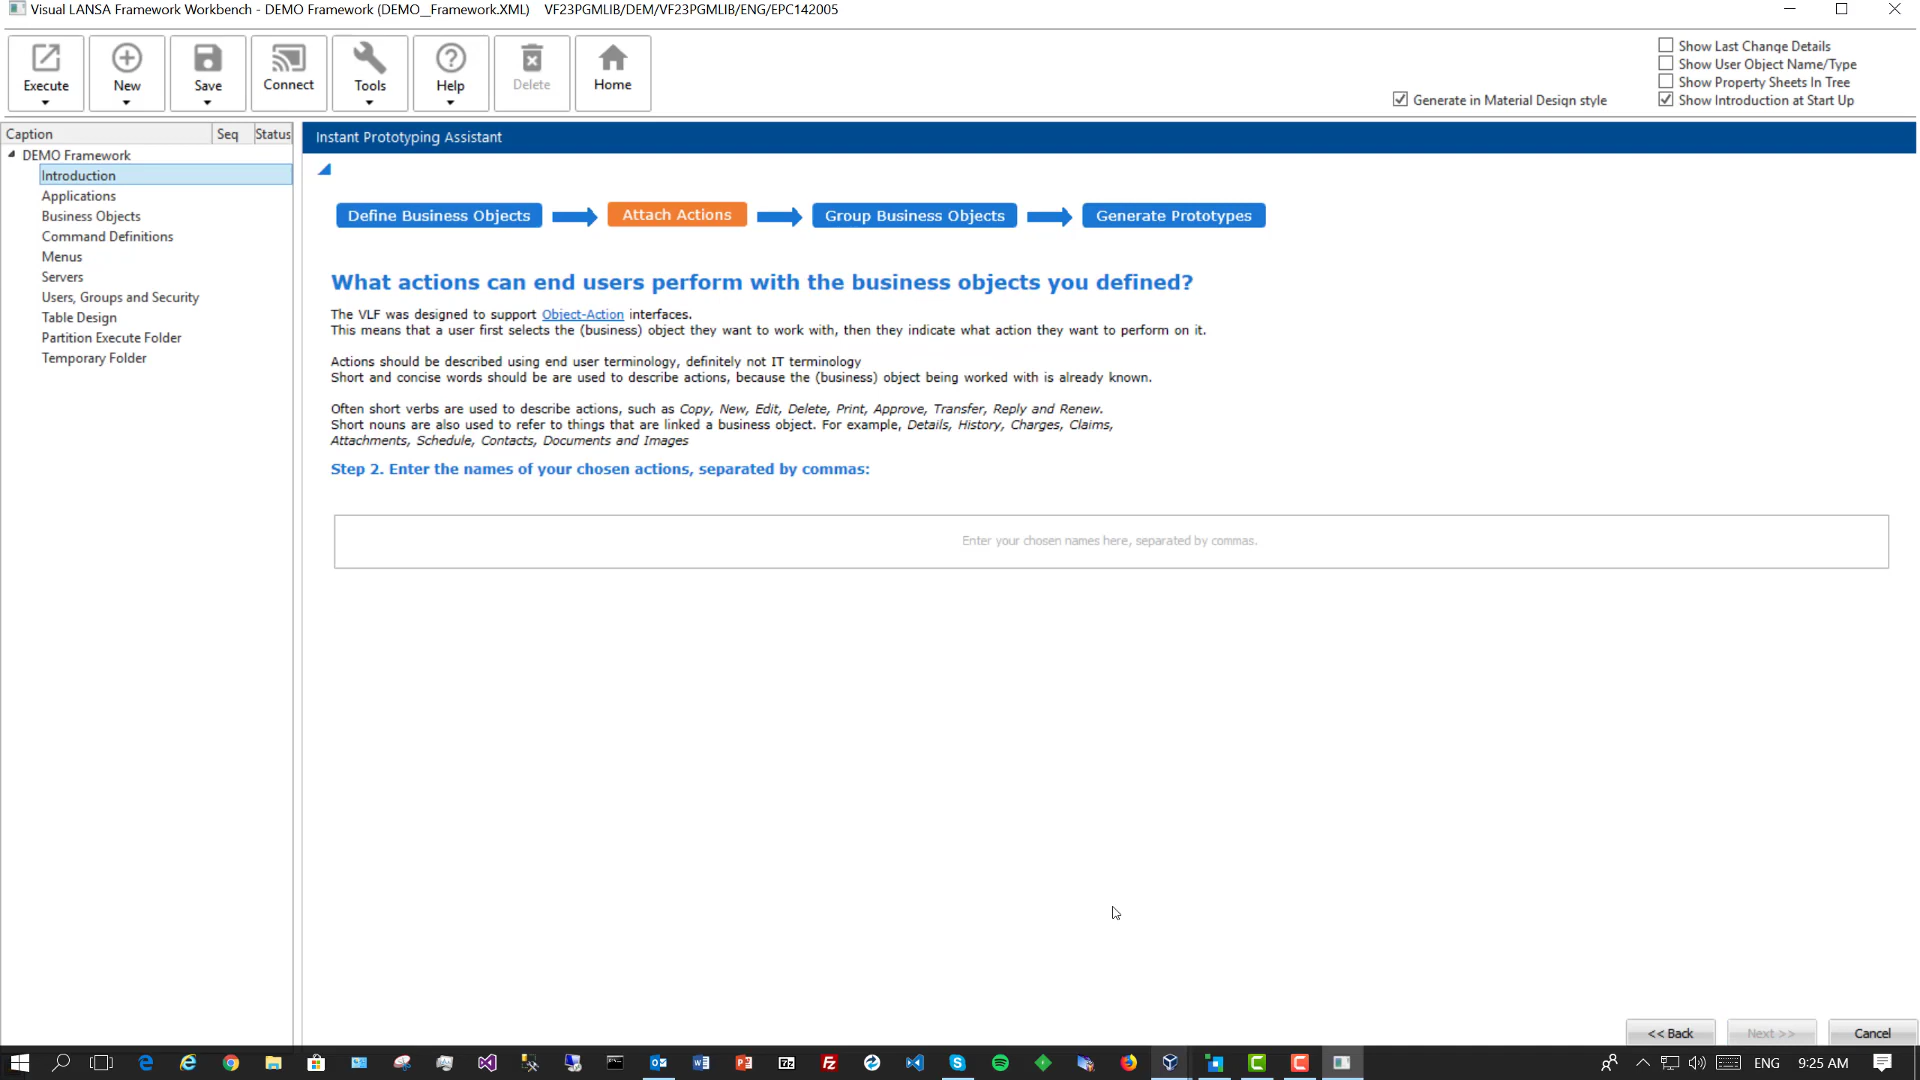 Visual LANSA Framework Workbench - DEMO Framework (DEMO__Framework.XML)    VF23PGMLIB/DEM/VF23PGMLIB/ENG/EPC142005
Execute
New
Save
Connect
Tools
Help
Delete
Home
Generate in Material Design style
Show Last Change Details
Show User Object Name/Type
Show Property Sheets In Tree
Show Introduction at Start Up
Caption Seq Status
DEMO Framework
Introduction
Applications
Business Objects
Command Definitions
Menus
Servers
Users, Groups and Security
Table Design
Partition Execute Folder
Temporary Folder
Instant Prototyping Assistant
Define Business Objects
Attach Actions
Group Business Objects
Generate Prototypes
What actions can end users perform with the business objects you defined?
The VLF was designed to support Object-Action interfaces.
This means that a user first selects the (business) object they want to work with, then they indicate what action they want to perform on it.
Actions should be described using end user terminology, definitely not IT terminology
Short and concise words should be are used to describe actions, because the (business) object being worked with is already known.
Often short verbs are used to describe actions, such as Copy, New, Edit, Delete, Print, Approve, Transfer, Reply and Renew.
Short nouns are also used to refer to things that are linked a business object. For example, Details, History, Charges, Claims,
Attachments, Schedule, Contacts, Documents and Images
Step 2. Enter the names of your chosen actions, separated by commas:
Enter your chosen names here, separated by commas.
<< Back
Next >>
Cancel
ENG
9:25 AM